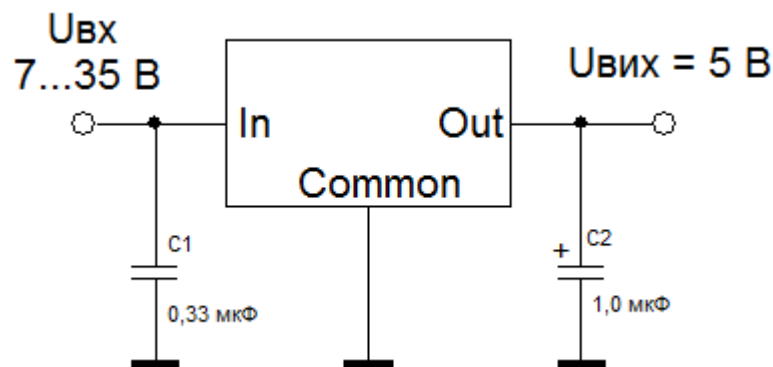 Uвх
7...35 В
Uвих = 5 В
In
Out
Common
C1
0,33 мкФ
+
C2
1,0 мкФ